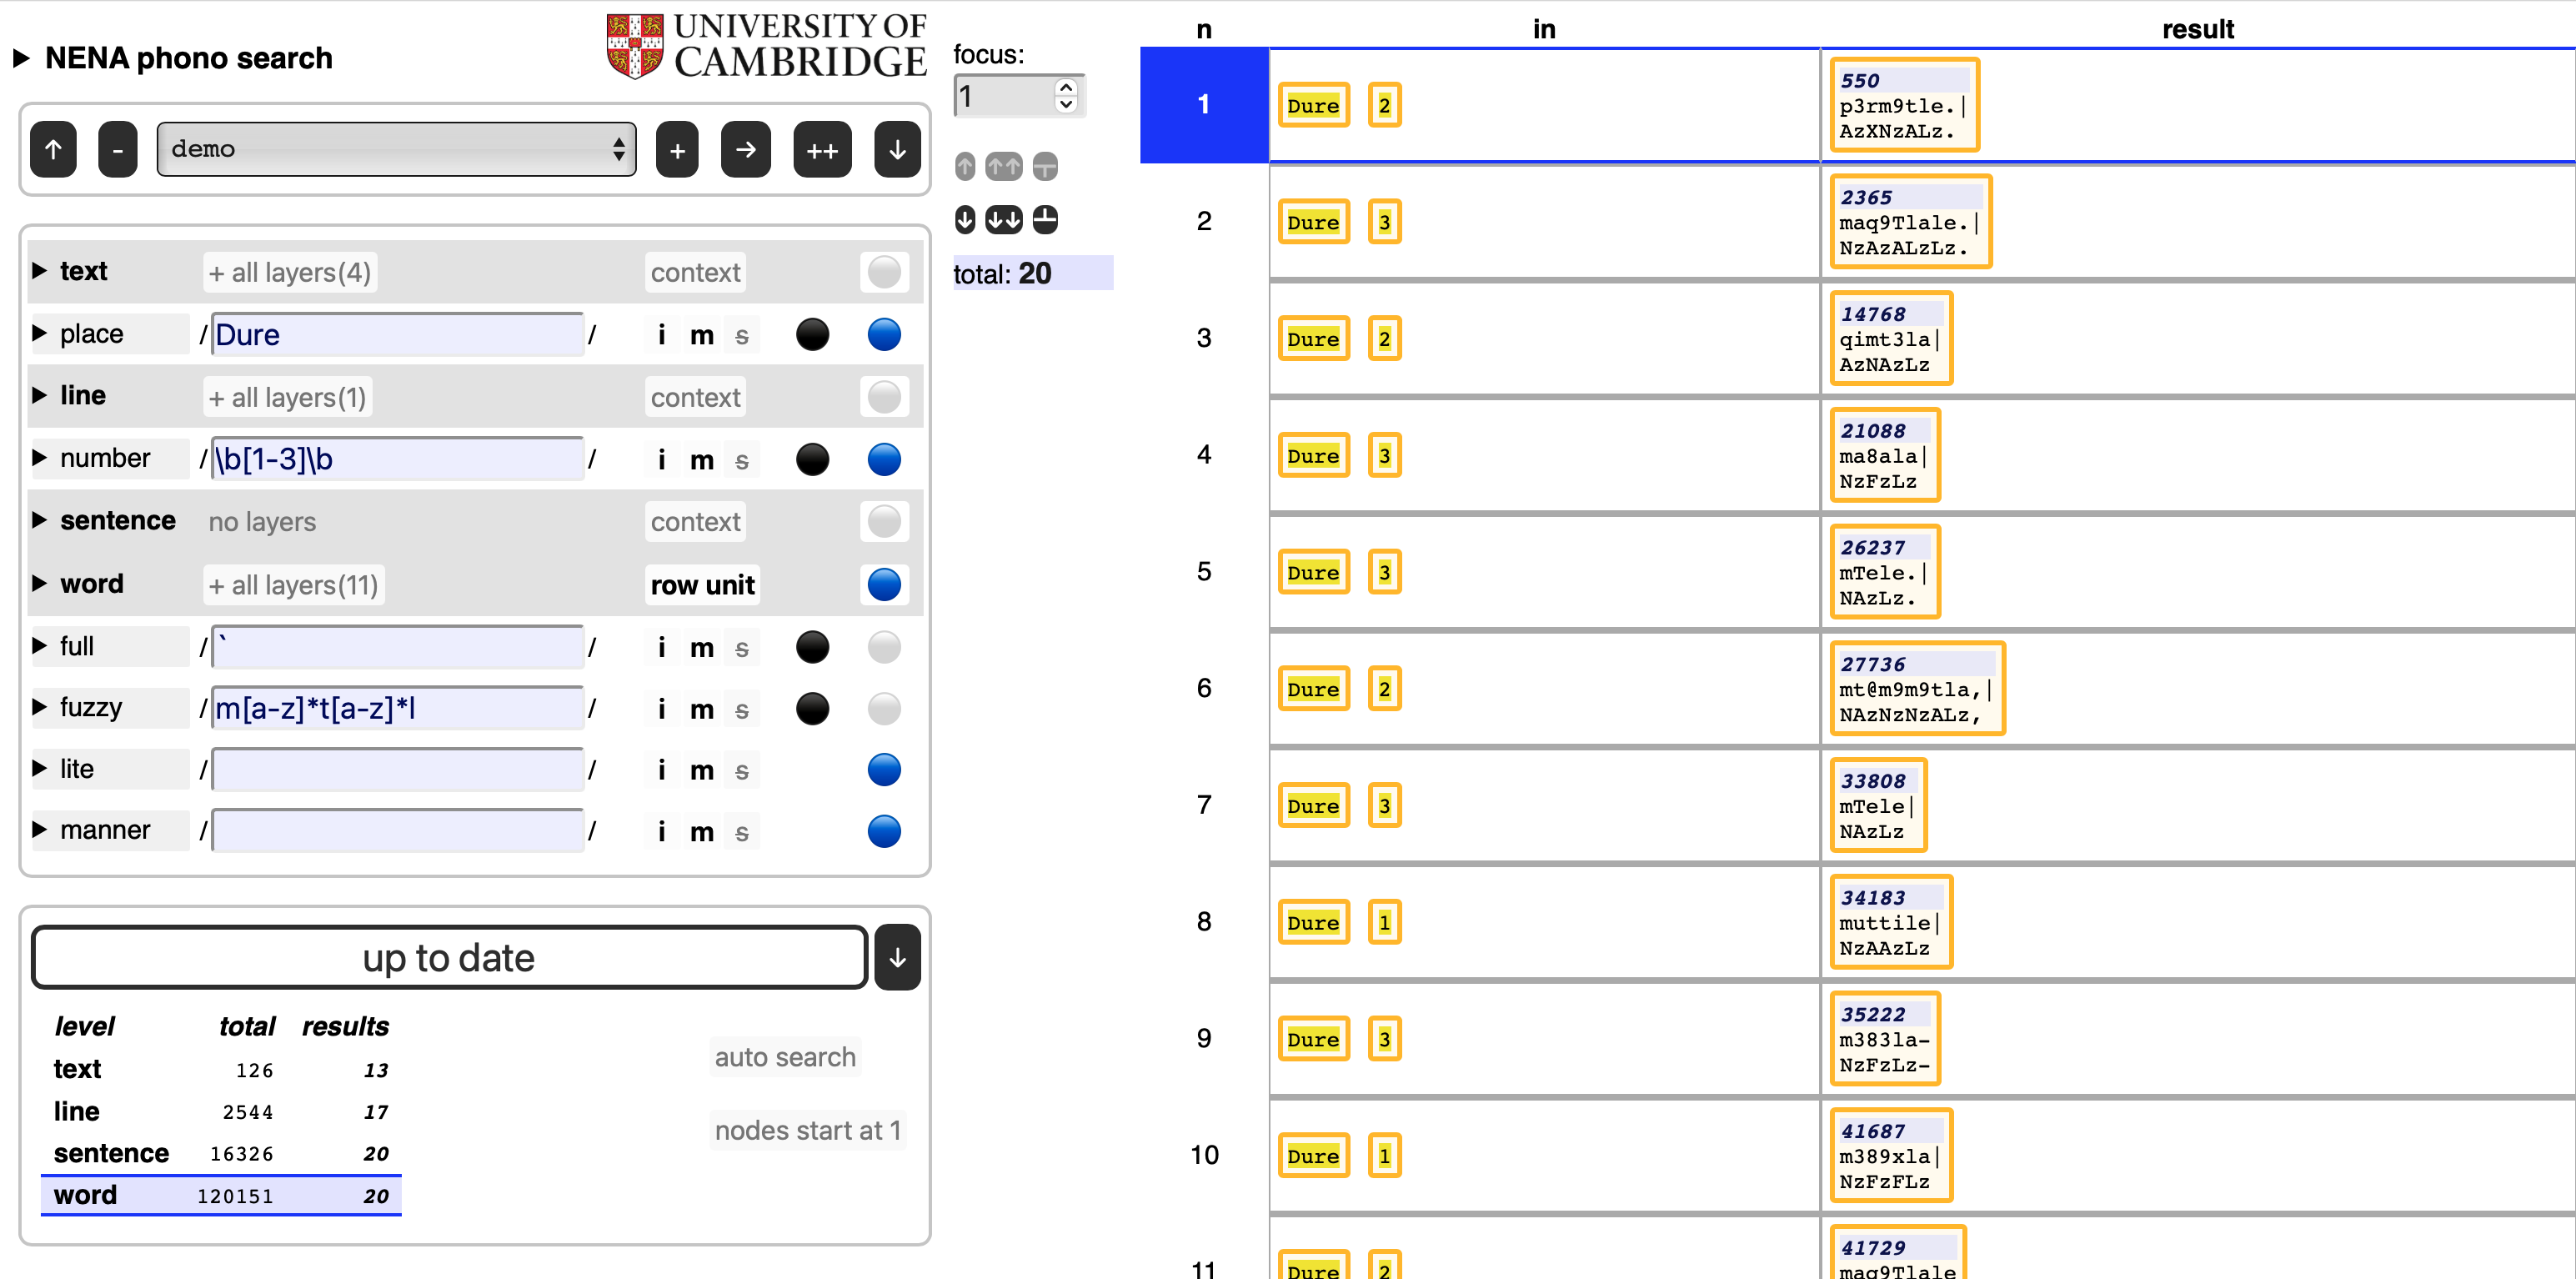 NENA phono search
UNIVERSITY OF
CAMBRIDGE
↑ - demo + → ++ ↓
text + all layers(4) context
place / Dure / i m s
line + all layers(1) context
number / \b[1-3]\b / i m s
sentence no layers context
word + all layers(11) row unit
full / ` / i m s
fuzzy / m[a-z]*t[a-z]*l / i m s
lite / / i m s
manner / / i m s
up to date ↓
level total results
text 126 13
line 2544 17
sentence 16326 20
word 120151 20
auto search
nodes start at 1
focus:
1
total: 20
n in result
1 Dure 2 550
p3rm9tle.|
AzXNzALz.
2 Dure 3 2365
maq9Tlale.|
NzAzALzLz.
3 Dure 2 14768
qimt3la|
AzNAzLz
4 Dure 3 21088
ma8ala|
NzFzLz
5 Dure 3 26237
mTele.|
NAzLz.
6 Dure 2 27736
mt@m9m9tla,|
NAzNzNzALz,
7 Dure 3 33808
mTele|
NAzLz
8 Dure 1 34183
muttile|
NzAAzLz
9 Dure 3 35222
m383la-
NzFzLz-
10 Dure 1 41687
m389xla|
NzFzFLz
11 Dure 2 41729
maq9Tlale